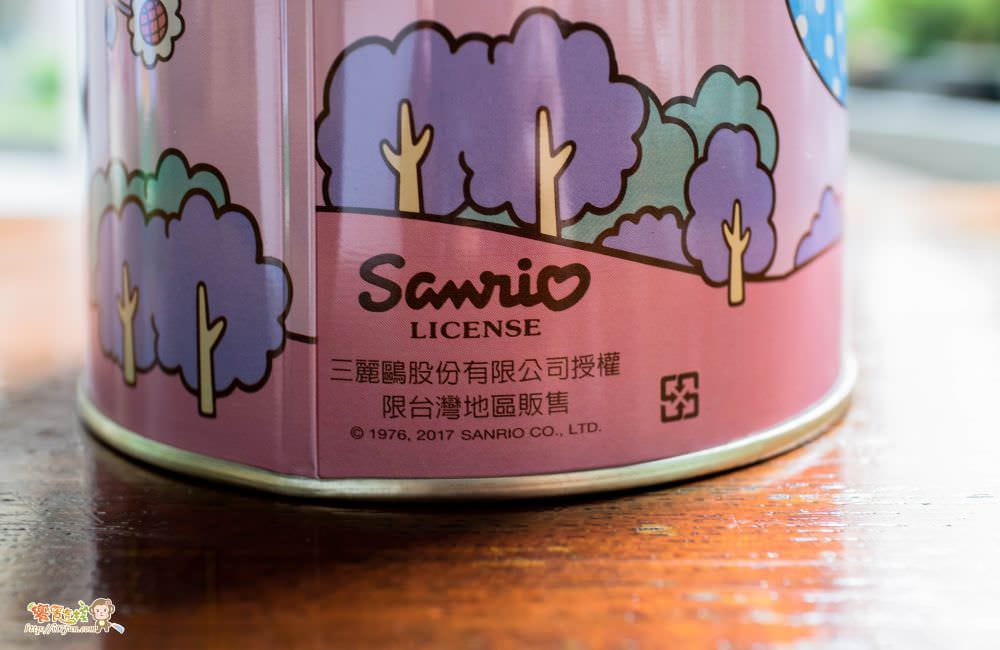 Sanrio
LICENSE
三麗鷗股份有限公司授權
限台灣地區販售
© 1976, 2017 SANRIO CO., LTD.